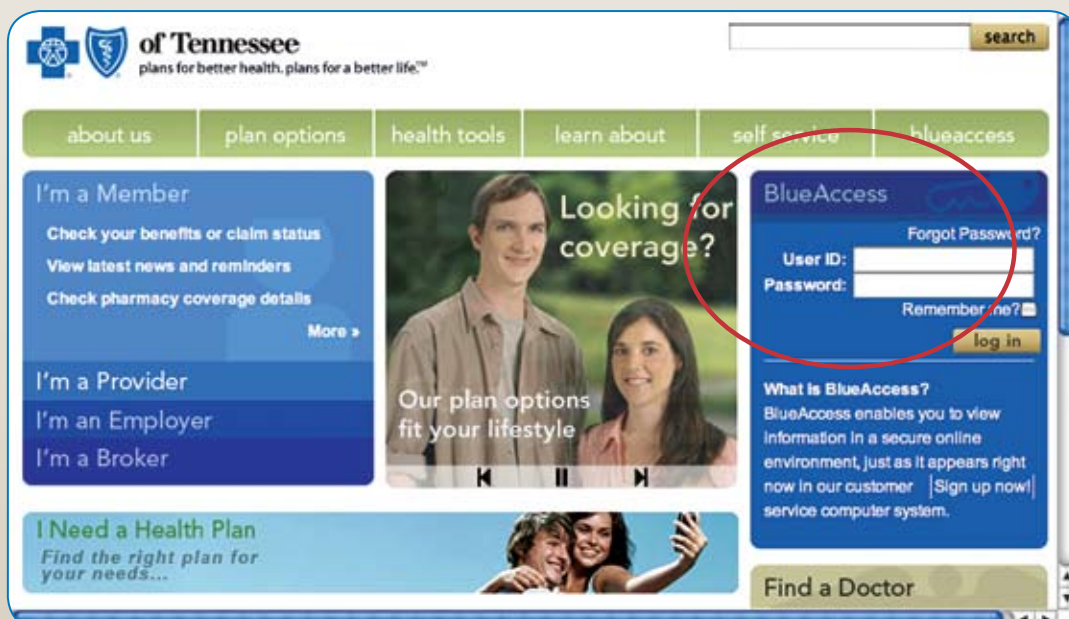 of Tennessee
plans for better health. plans for a better life.™
search
about us
plan options
health tools
learn about
self service
blueaccess
I'm a Member
Check your benefits or claim status
View latest news and reminders
Check pharmacy coverage details
More »
I'm a Provider
I'm an Employer
I'm a Broker
Looking for
coverage?
Our plan options
fit your lifestyle
BlueAccess
Forgot Password?
User ID:
Password:
Remember me?
log in
What is BlueAccess?
BlueAccess enables you to view
information in a secure online
environment, just as it appears right
now in our customer Sign up now!
service computer system.
I Need a Health Plan
Find the right plan for
your needs...
Find a Doctor